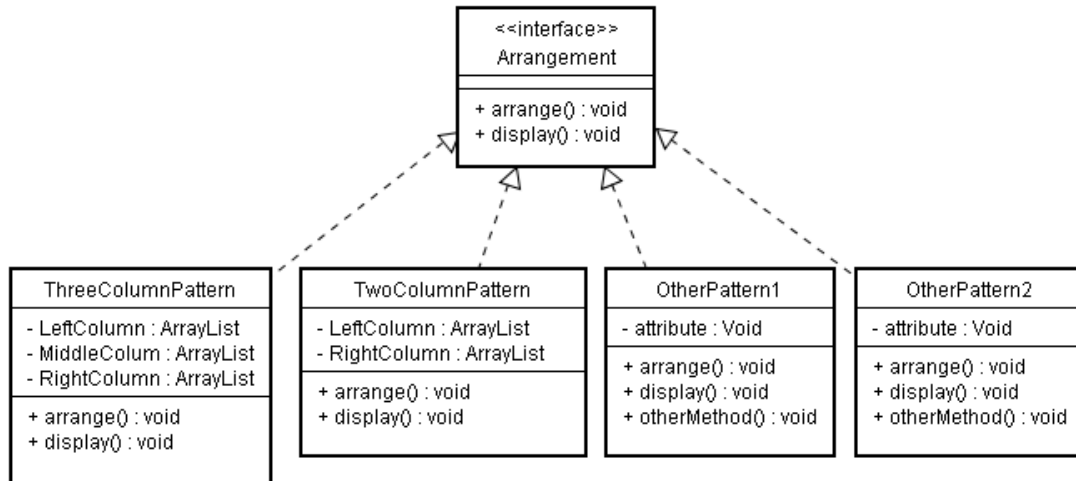 <<interface>>
Arrangement
+ arrange() : void
+ display() : void
ThreeColumnPattern
- LeftColumn : ArrayList
- MiddleColum : ArrayList
- RightColumn : ArrayList
+ arrange() : void
+ display() : void
TwoColumnPattern
- LeftColumn : ArrayList
- RightColumn : ArrayList
+ arrange() : void
+ display() : void
OtherPattern1
- attribute : Void
+ arrange() : void
+ display() : void
+ otherMethod() : void
OtherPattern2
- attribute : Void
+ arrange() : void
+ display() : void
+ otherMethod() : void